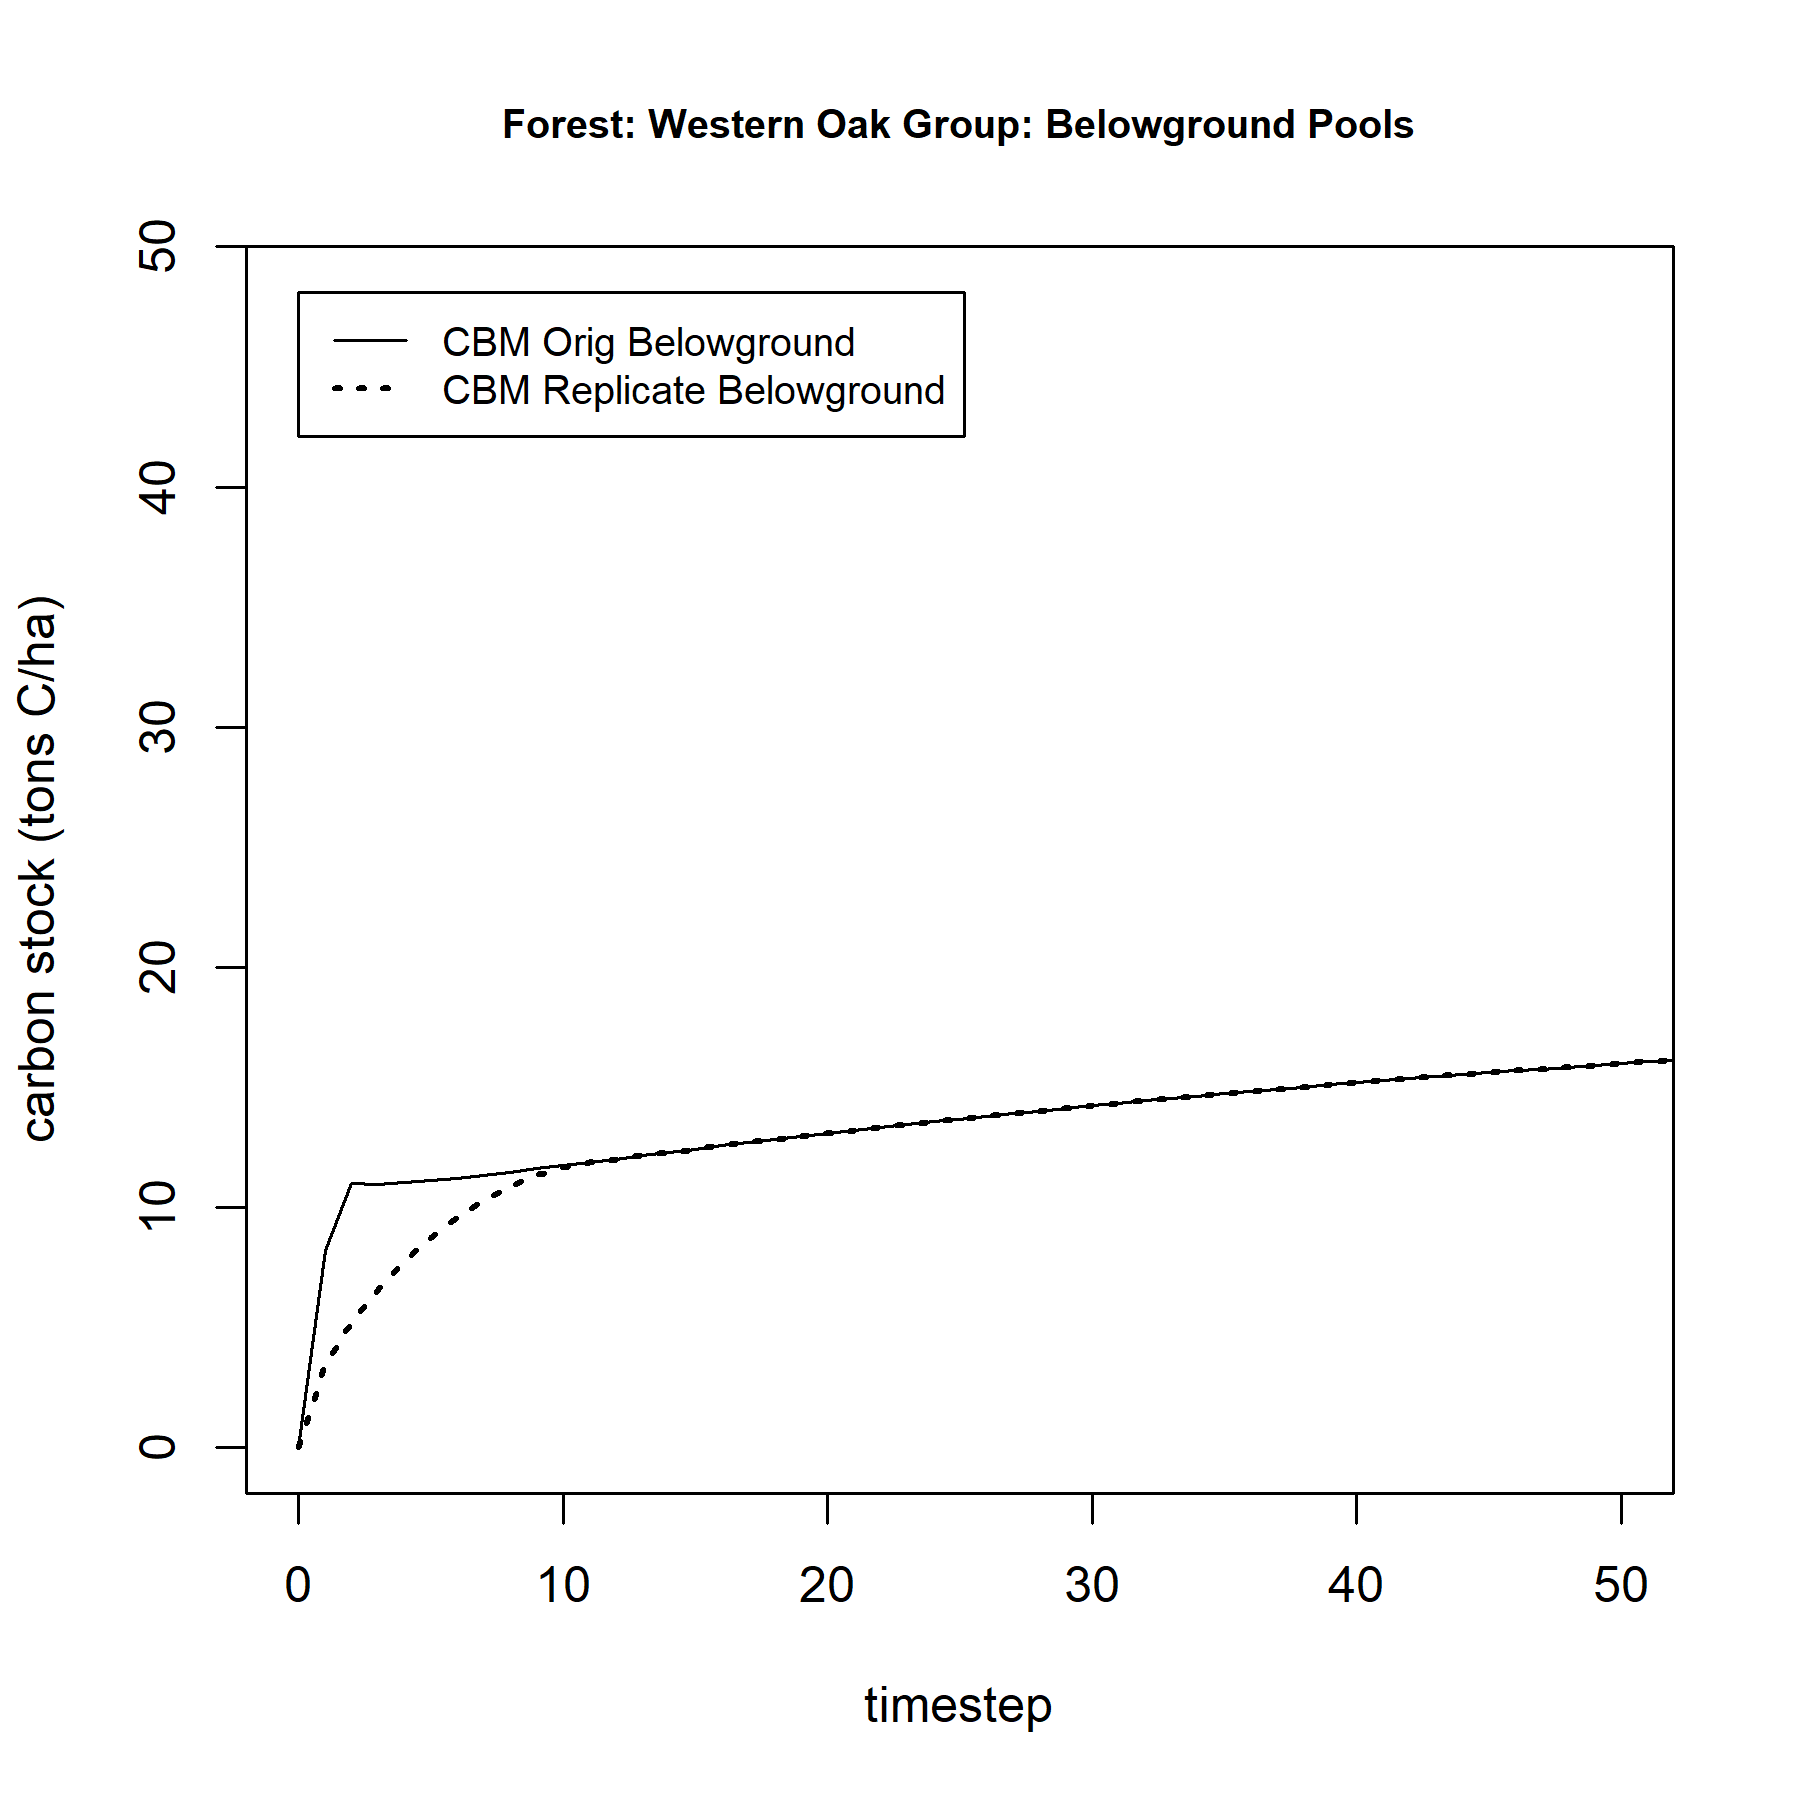 Forest: Western Oak Group: Belowground Pools
CBM Orig Belowground
CBM Replicate Belowground
carbon stock (tons C/ha)
50
40
30
20
10
0
0 10 20 30 40 50
timestep